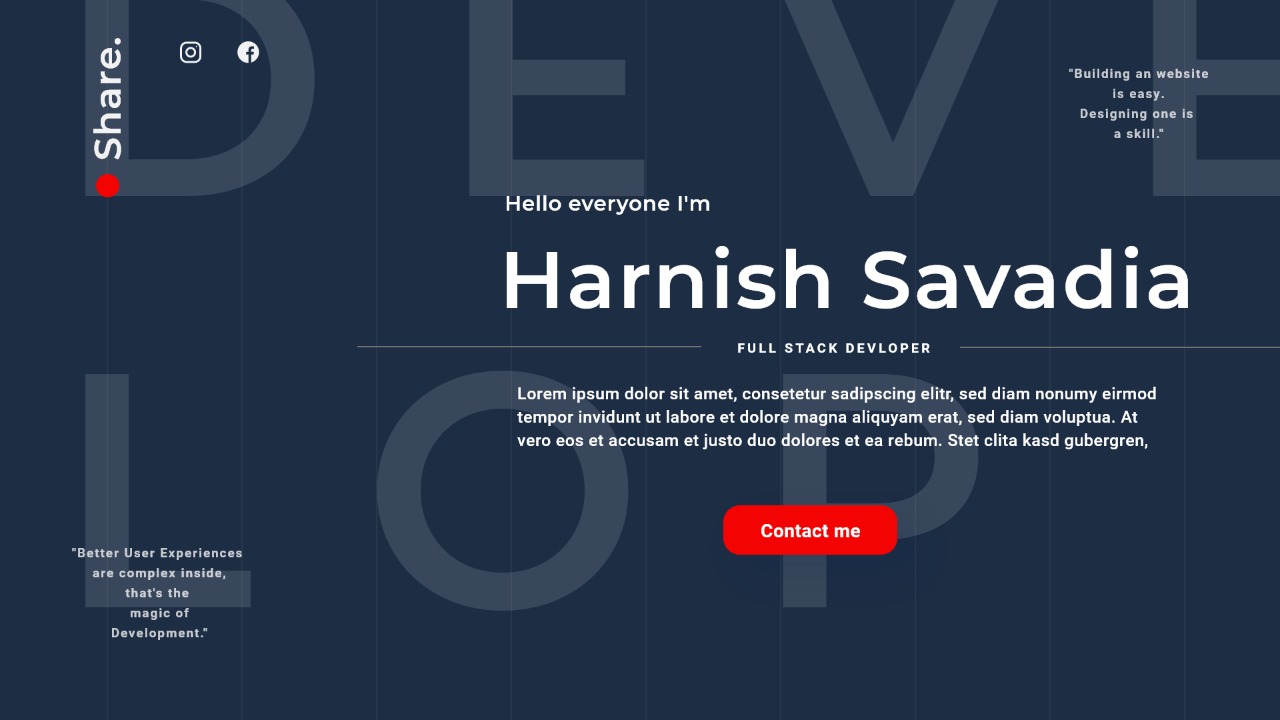 DEVE
Share.
"Building an website
is easy.
Designing one is
a skill."
Hello everyone I'm
Harnish Savadia
FULL STACK DEVLOPER
Lorem ipsum dolor sit amet, consetetur sadipscing elitr, sed diam nonumy eirmod
tempor invidunt ut labore et dolore magna aliquyam erat, sed diam voluptua. At
vero eos et accusam et justo duo dolores et ea rebum. Stet clita kasd gubergren,
LOP
Contact me
"Better User Experiences
are complex inside,
that's the
magic of
Development."